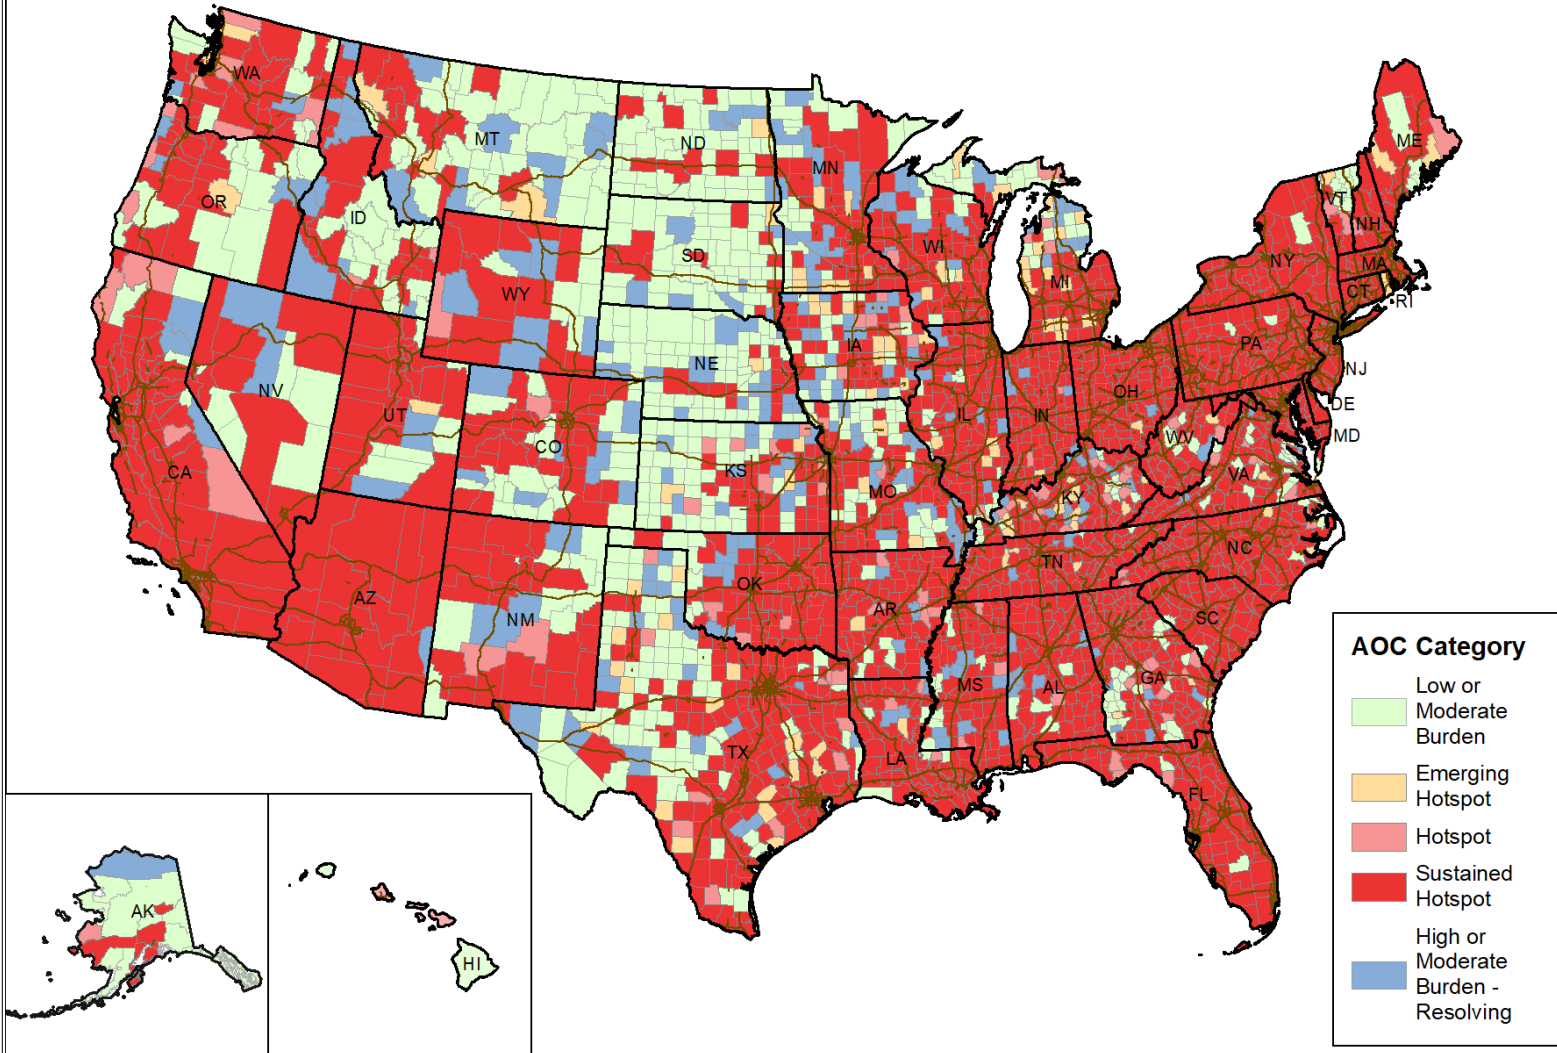 WA
MT
ND
MN
ME
OR
ID
SD
WI
MI
VT
NH
NY
MA
CT
RI
WY
NE
IA
PA
NJ
NV
UT
CO
IL
IN
OH
DE
MD
WV
CA
KS
MO
KY
VA
AZ
NM
OK
AR
TN
NC
SC
TX
LA
MS
AL
GA
FL
AK
HI
AOC Category
Low or
Moderate
Burden
Emerging
Hotspot
Hotspot
Sustained
Hotspot
High or
Moderate
Burden -
Resolving